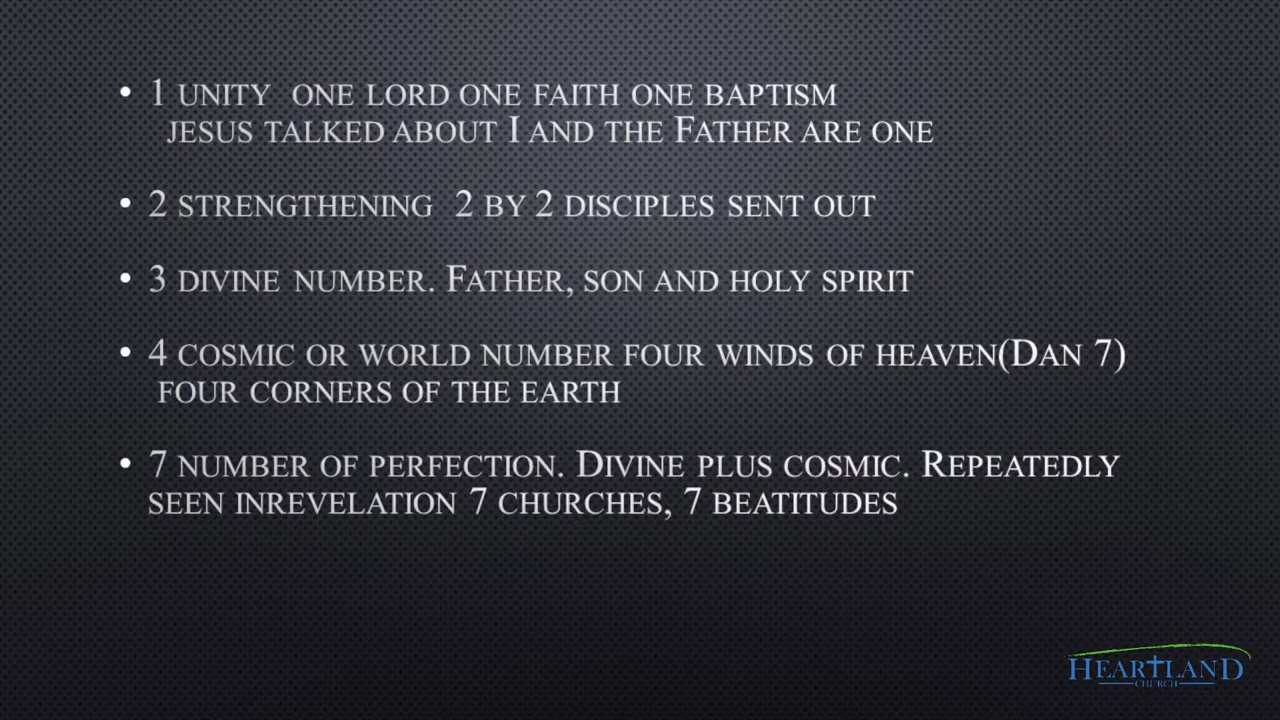 • 1 UNITY  ONE LORD ONE FAITH ONE BAPTISM
JESUS TALKED ABOUT I AND THE FATHER ARE ONE
• 2 STRENGTHENING  2 BY 2 DISCIPLES SENT OUT
• 3 DIVINE NUMBER. FATHER, SON AND HOLY SPIRIT
• 4 COSMIC OR WORLD NUMBER FOUR WINDS OF HEAVEN(DAN 7)
FOUR CORNERS OF THE EARTH
• 7 NUMBER OF PERFECTION. DIVINE PLUS COSMIC. REPEATEDLY
SEEN INREVELATION 7 CHURCHES, 7 BEATITUDES
HEARTLAND
CHURCH